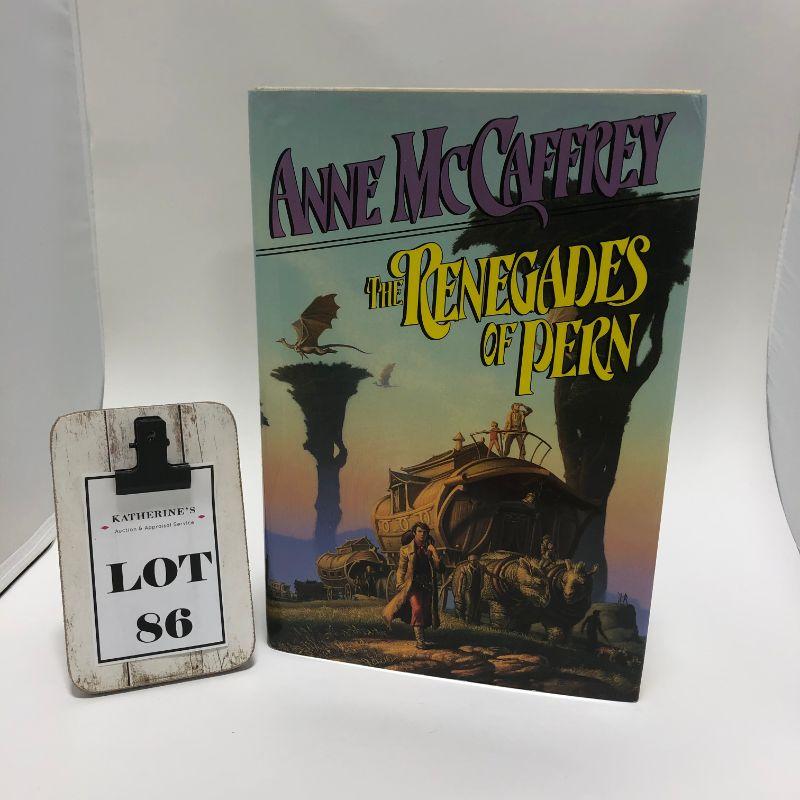 ANNE McCAFFREY
THE RENEGADES
OF PERN
KATHERINE'S
Auction & Appraisal Service
LOT
86